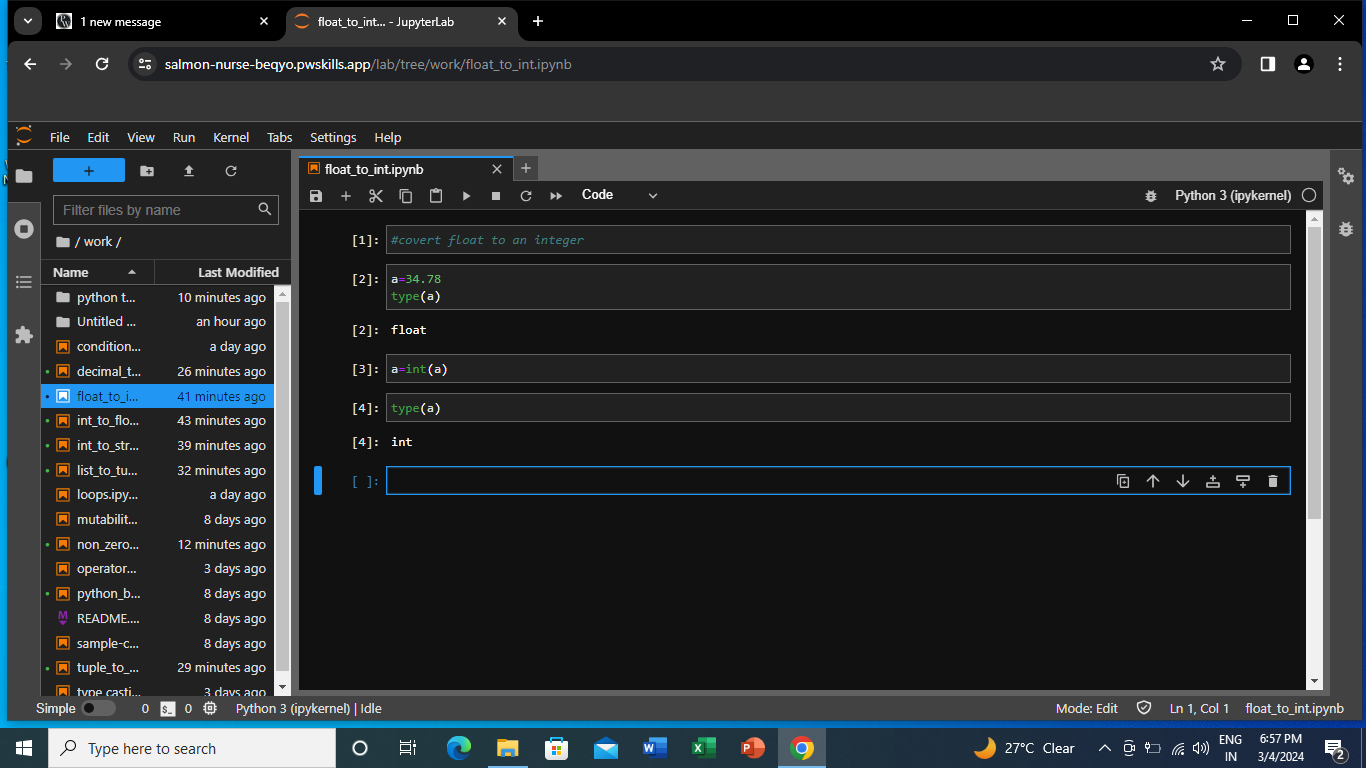 1 new message
float_to_int... - JupyterLab
salmon-nurse-beqyo.pwskills.app/lab/tree/work/float_to_int.ipynb
File Edit View Run Kernel Tabs Settings Help
float_to_int.ipynb
Filter files by name
Code
Python 3 (ipykernel)
/ work /
Name Last Modified
python t... 10 minutes ago
Untitled ... an hour ago
condition... a day ago
decimal_t... 26 minutes ago
float_to_i... 41 minutes ago
int_to_flo... 43 minutes ago
int_to_str... 39 minutes ago
list_to_tu... 32 minutes ago
loops.ipy... a day ago
mutabilit... 8 days ago
non_zero... 12 minutes ago
operator... 3 days ago
python_b... 8 days ago
README.... 8 days ago
sample-c... 8 days ago
tuple_to_... 29 minutes ago
type casti... 3 days ago
[1]: #covert float to an integer
[2]: a=34.78
type(a)
[2]: float
[3]: a=int(a)
[4]: type(a)
[4]: int
[ ]:
Simple 0 $_ 0 Python 3 (ipykernel) | Idle Mode: Edit Ln 1, Col 1 float_to_int.ipynb
Type here to search
27°C Clear
ENG
IN
6:57 PM
3/4/2024
2